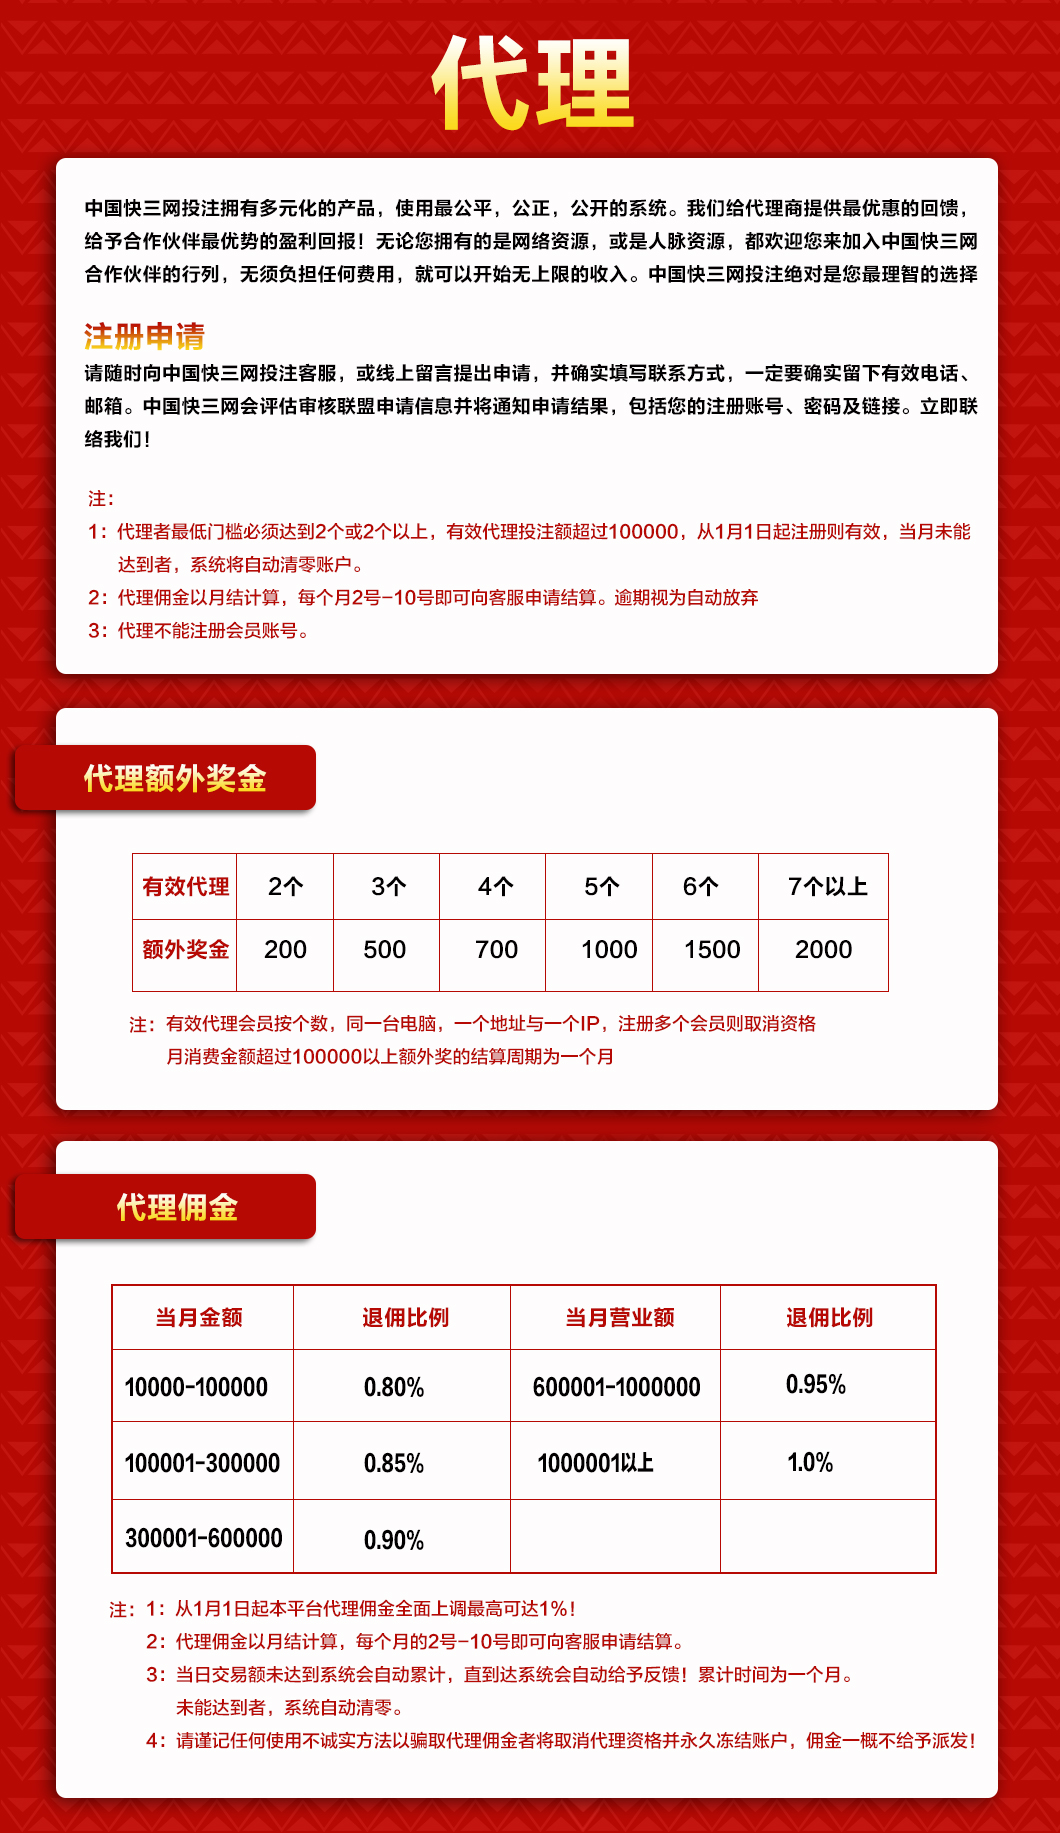 代理
中国快三网投注拥有多元化的产品，使用最公平，公正，公开的系统。我们给代理商提供最优惠的回馈，
给予合作伙伴最优势的盈利回报！无论您拥有的是网络资源，或是人脉资源，都欢迎您来加入中国快三网
合作伙伴的行列，无须负担任何费用，就可以开始无上限的收入。中国快三网投注绝对是您最理智的选择
注册申请
请随时向中国快三网投注客服，或线上留言提出申请，并确实填写联系方式，一定要确实留下有效电话、
邮箱。中国快三网会评估审核联盟申请信息并将通知申请结果，包括您的注册账号、密码及链接。立即联
络我们！
注：
1：代理者最低门槛必须达到2个或2个以上，有效代理投注额超过100000，从1月1日起注册则有效，当月未能
达到者，系统将自动清零账户。
2：代理佣金以月结计算，每个月2号-10号即可向客服申请结算。逾期视为自动放弃
3：代理不能注册会员账号。
代理额外奖金
有效代理 2个 3个 4个 5个 6个 7个以上
额外奖金 200 500 700 1000 1500 2000
注：有效代理会员按个数，同一台电脑，一个地址与一个IP，注册多个会员则取消资格
月消费金额超过100000以上额外奖的结算周期为一个月
代理佣金
当月金额 退佣比例 当月营业额 退佣比例
10000-100000 0.80% 600001-1000000 0.95%
100001-300000 0.85% 1000001以上 1.0%
300001-600000 0.90%
注：1：从1月1日起本平台代理佣金全面上调最高可达1%！
2：代理佣金以月结计算，每个月的2号-10号即可向客服申请结算。
3：当日交易额未达到系统会自动累计，直到达系统会自动给予反馈！累计时间为一个月。
未能达到者，系统自动清零。
4：请谨记任何使用不诚实方法以骗取代理佣金者将取消代理资格并永久冻结账户，佣金一概不给予派发！